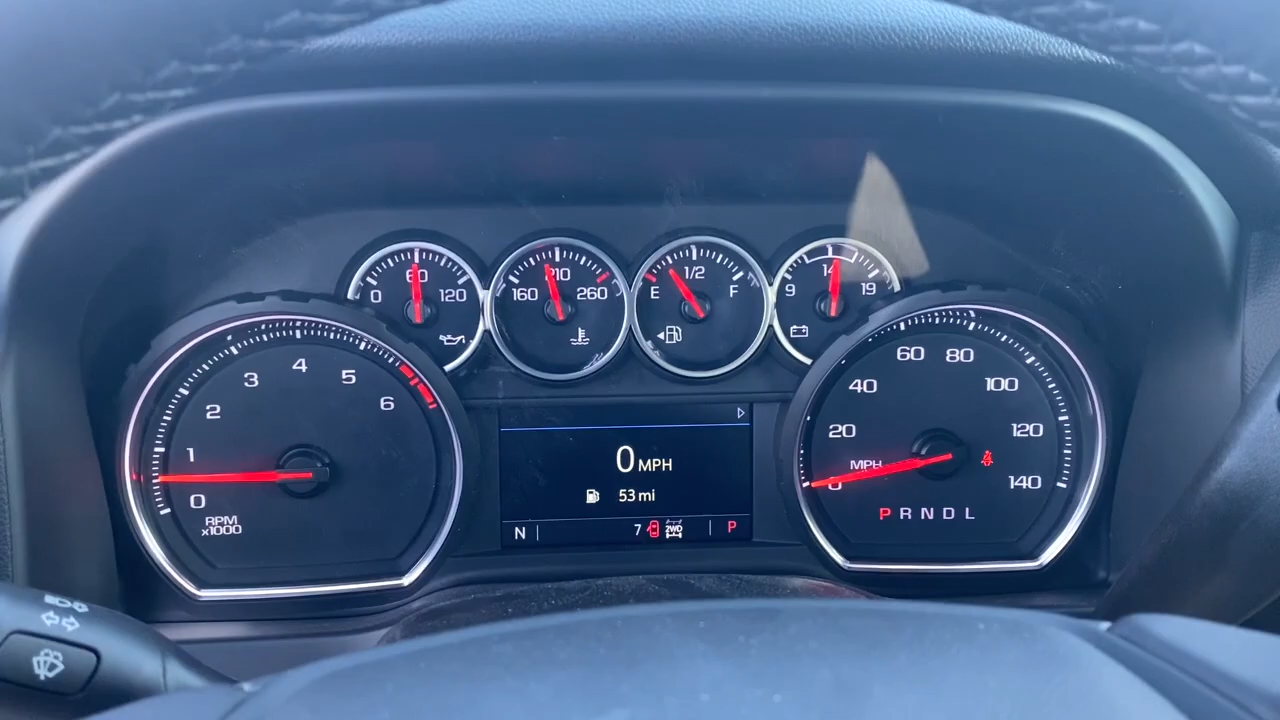 0 60 120
160 210 260
E 1/2 F
9 14 19
0 1 2 3 4 5 6
RPM
x1000
0 MPH
53 mi
N 7 2WD P
0 20 40 60 80 100 120 140
MPH
P R N D L